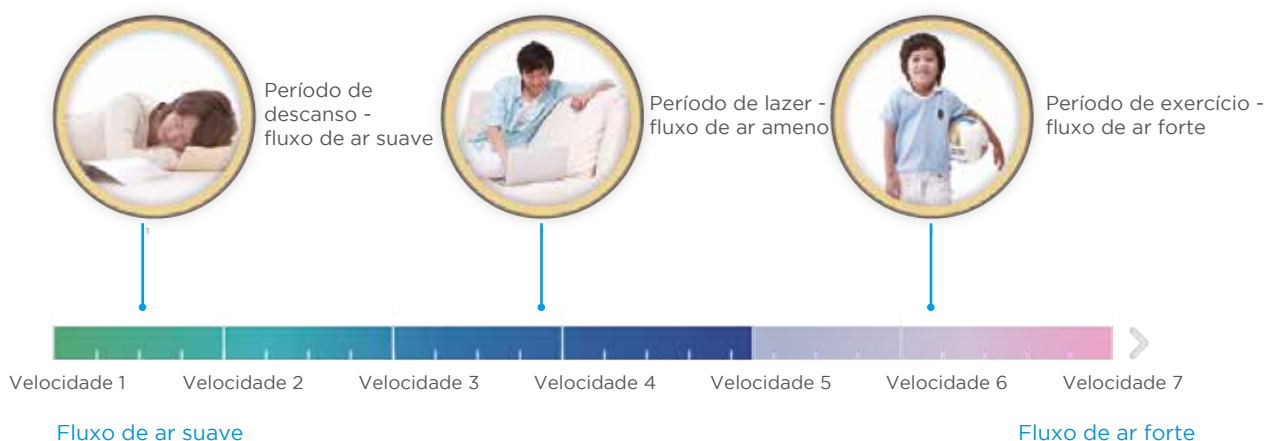 Período de
descanso -
fluxo de ar suave
Período de lazer -
fluxo de ar ameno
Período de exercício -
fluxo de ar forte
Velocidade 1
Velocidade 2
Velocidade 3
Velocidade 4
Velocidade 5
Velocidade 6
Velocidade 7
Fluxo de ar suave
Fluxo de ar forte